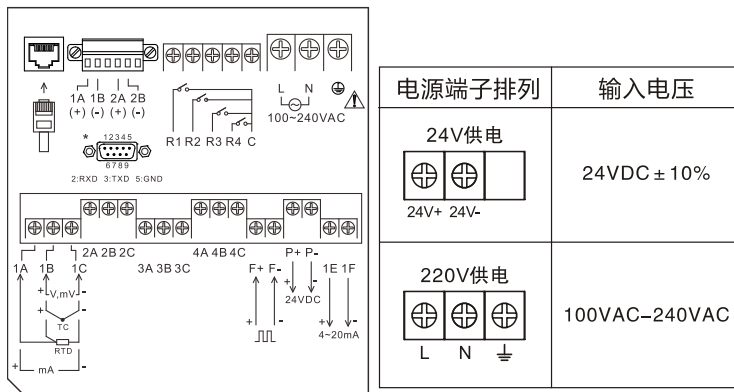 1A 1B 2A 2B
(+) (-) (+) (-)
R1 R2 R3 R4 C
L N
100~240VAC
* 12345
6789
2:RXD 3:TXD 5:GND
2A 2B 2C
4A 4B 4C
P+ P-
1A 1B 1C
3A 3B 3C
F+ F-
1E 1F
+ V,mV -
+ -
24VDC
+ TC -
RTD
+ -
+ -
4~20mA
+ mA -
电源端子排列 输入电压
24V供电
24V+ 24V-
24VDC±10%
220V供电
L N
100VAC-240VAC